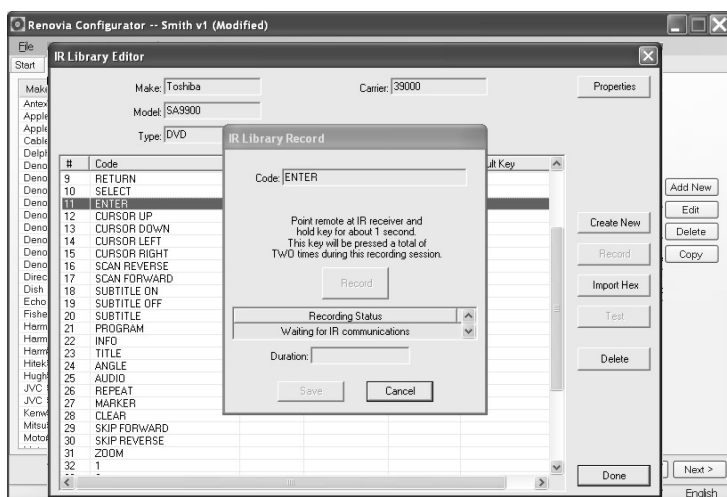 Renovia Configurator -- Smith v1 (Modified)
File
Start
IR Library Editor
Make: Toshiba
Carrier: 39000
Properties
Model: SA9900
Type: DVD
# Code
9 RETURN
10 SELECT
11 ENTER
12 CURSOR UP
13 CURSOR DOWN
14 CURSOR LEFT
15 CURSOR RIGHT
16 SCAN REVERSE
17 SCAN FORWARD
18 SUBTITLE ON
19 SUBTITLE OFF
20 SUBTITLE
21 PROGRAM
22 INFO
23 TITLE
24 ANGLE
25 AUDIO
26 REPEAT
27 MARKER
28 CLEAR
29 SKIP FORWARD
30 SKIP REVERSE
31 ZOOM
32 1
ult Key
IR Library Record
Code: ENTER
Point remote at IR receiver and
hold key for about 1 second.
This key will be pressed a total of
TWO times during this recording session.
Record
Recording Status
Waiting for IR communications
Duration:
Save
Cancel
Create New
Record
Import Hex
Test
Delete
Done
Make
Antex
Apple
Apple
Cable
Delph
Deno
Deno
Deno
Deno
Deno
Deno
Deno
Deno
Deno
Direc
Dish
Echo
Fishe
Harm
Harm
Harm
Hitek
Hugh
JVC
JVC
Kenw
Mitsu
Moto
Add New
Edit
Delete
Copy
Next >
English